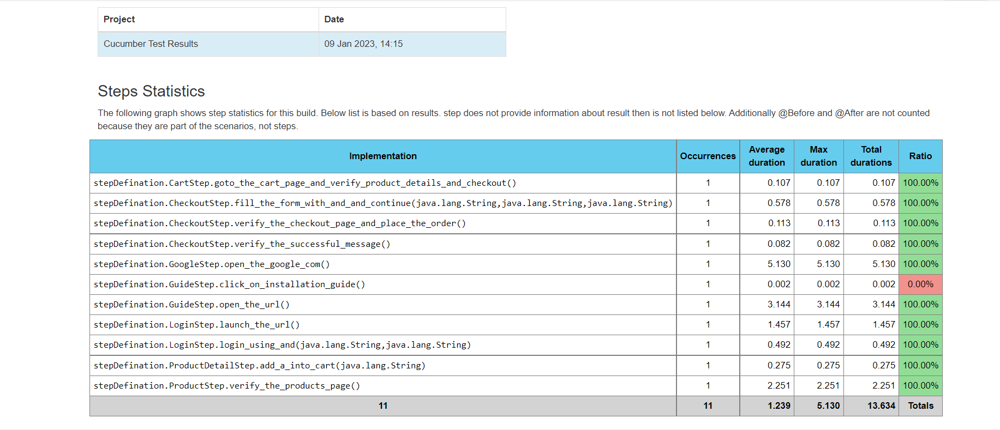 Project Date
Cucumber Test Results 09 Jan 2023, 14:15
Steps Statistics
The following graph shows step statistics for this build. Below list is based on results. step does not provide information about result then is not listed below. Additionally @Before and @After are not counted
because they are part of the scenarios, not steps.
Implementation Occurrences Average duration Max duration Total durations Ratio
stepDefination.CartStep.goto_the_cart_page_and_verify_product_details_and_checkout() 1 0.107 0.107 0.107 100.00%
stepDefination.CheckoutStep.fill_the_form_with_and_and_continue(java.lang.String,java.lang.String,java.lang.String) 1 0.578 0.578 0.578 100.00%
stepDefination.CheckoutStep.verify_the_checkout_page_and_place_the_order() 1 0.113 0.113 0.113 100.00%
stepDefination.CheckoutStep.verify_the_successful_message() 1 0.082 0.082 0.082 100.00%
stepDefination.GoogleStep.open_the_google_com() 1 5.130 5.130 5.130 100.00%
stepDefination.GuideStep.click_on_installation_guide() 1 0.002 0.002 0.002 0.00%
stepDefination.GuideStep.open_the_url() 1 3.144 3.144 3.144 100.00%
stepDefination.LoginStep.launch_the_url() 1 1.457 1.457 1.457 100.00%
stepDefination.LoginStep.login_using_and(java.lang.String,java.lang.String) 1 0.492 0.492 0.492 100.00%
stepDefination.ProductDetailStep.add_a_into_cart(java.lang.String) 1 0.275 0.275 0.275 100.00%
stepDefination.ProductStep.verify_the_products_page() 1 2.251 2.251 2.251 100.00%
11 11 1.239 5.130 13.634 Totals